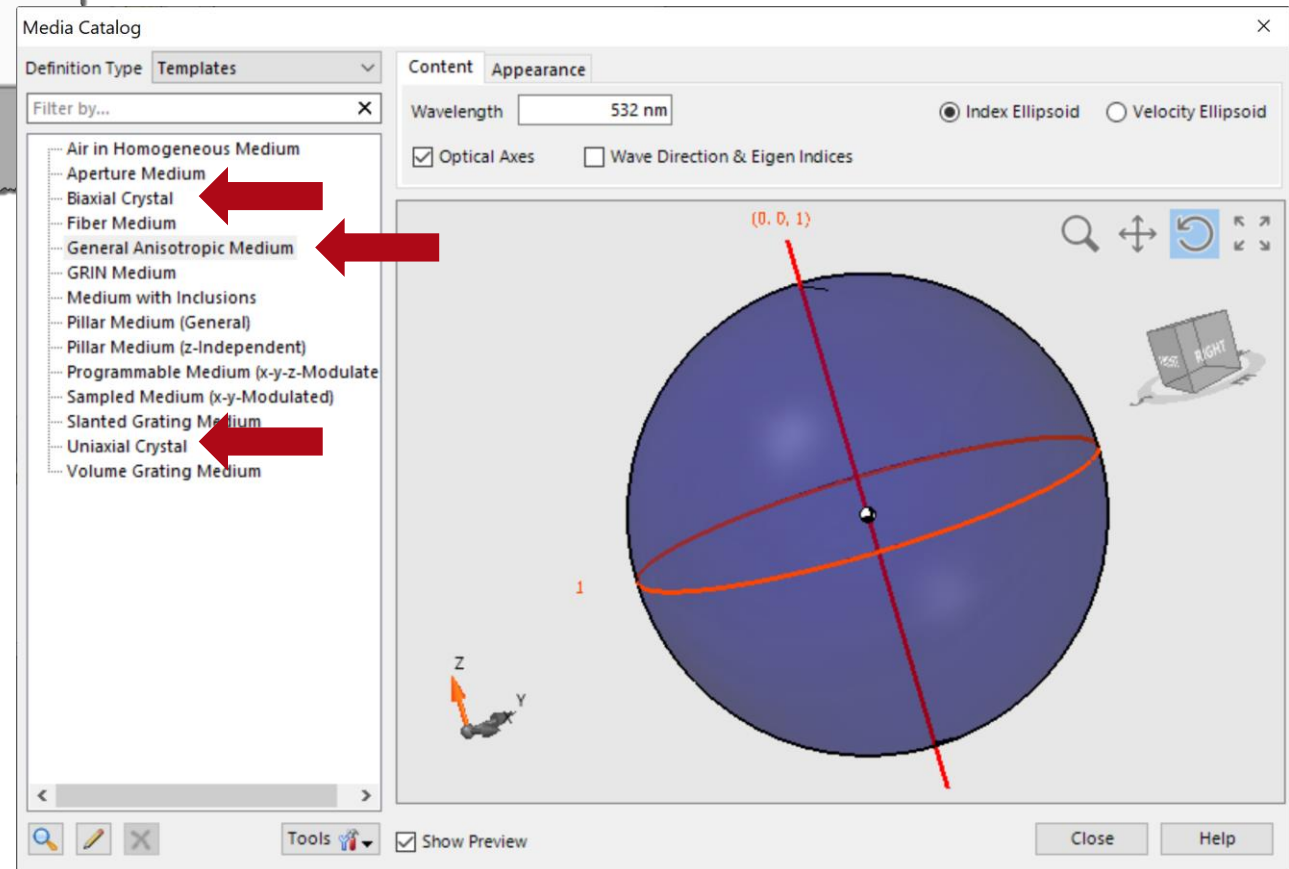 Media Catalog
Definition Type Templates
Filter by...
Air in Homogeneous Medium
Aperture Medium
Biaxial Crystal
Fiber Medium
General Anisotropic Medium
GRIN Medium
Medium with Inclusions
Pillar Medium (General)
Pillar Medium (z-Independent)
Programmable Medium (x-y-z-Modulate
Sampled Medium (x-y-Modulated)
Slanted Grating Medium
Uniaxial Crystal
Volume Grating Medium
Tools
Content Appearance
Wavelength 532 nm
Index Ellipsoid Velocity Ellipsoid
Optical Axes Wave Direction & Eigen Indices
(0, 0, 1)
RIGHT
1
Z
Y
X
Show Preview
Close Help